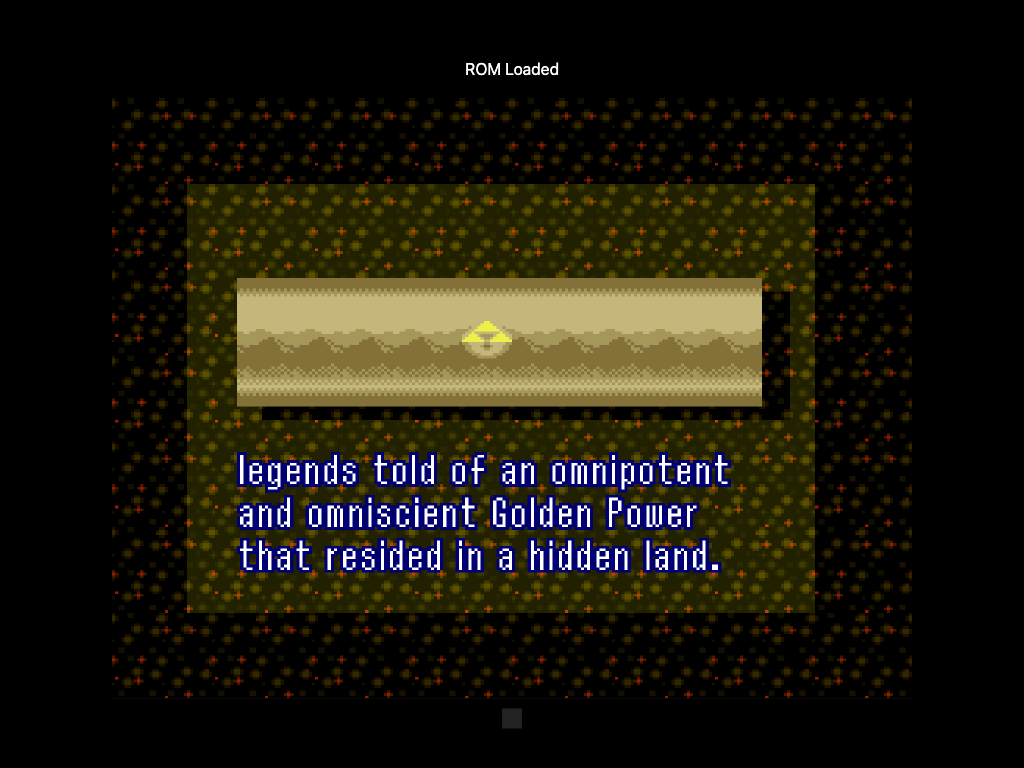 ROM Loaded
legends told of an omnipotent
and omniscient Golden Power
that resided in a hidden land.